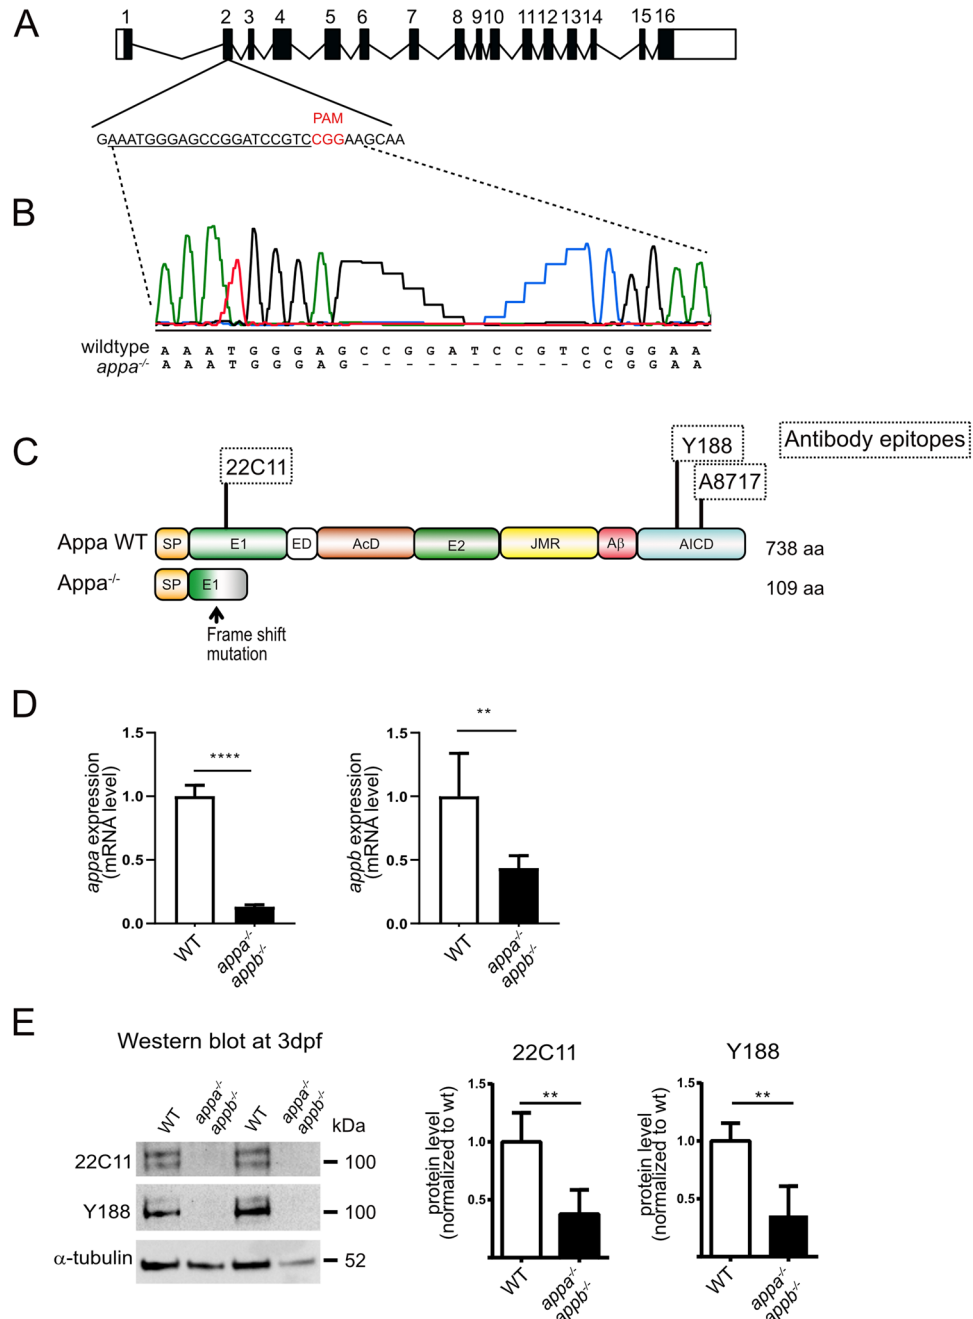 A
1 2 3 4 5 6 7 8 9 10 11 12 13 14 15 16
PAM
GAAATGGGAGCCGGATCCGTCCGGAAGCAA
B
wildtype A A A T G G G A G C C G G A T C C G T C C G G A A
appa-/- A A A T G G G A G - - - - - - - - - - C C G G A A
C
22C11
Y188
A8717
Antibody epitopes
Appa WT SP E1 ED AcD E2 JMR Aβ AICD 738 aa
Appa-/- SP E1 109 aa
Frame shift
mutation
D
appa expression
(mRNA level)
1.5
1.0
0.5
0.0
****
WT
appa-/-
appb-/-
appb expression
(mRNA level)
1.5
1.0
0.5
0.0
**
WT
appa-/-
appb-/-
E
Western blot at 3dpf
WT
appa-/-
appb-/-
WT
appa-/-
appb-/-
kDa
22C11 100
Y188 100
α-tubulin 52
22C11
protein level
(normalized to wt)
1.5
1.0
0.5
**
WT
appa-/-
appb-/-
Y188
protein level
(normalized to wt)
1.5
1.0
0.5
**
WT
appa-/-
appb-/-